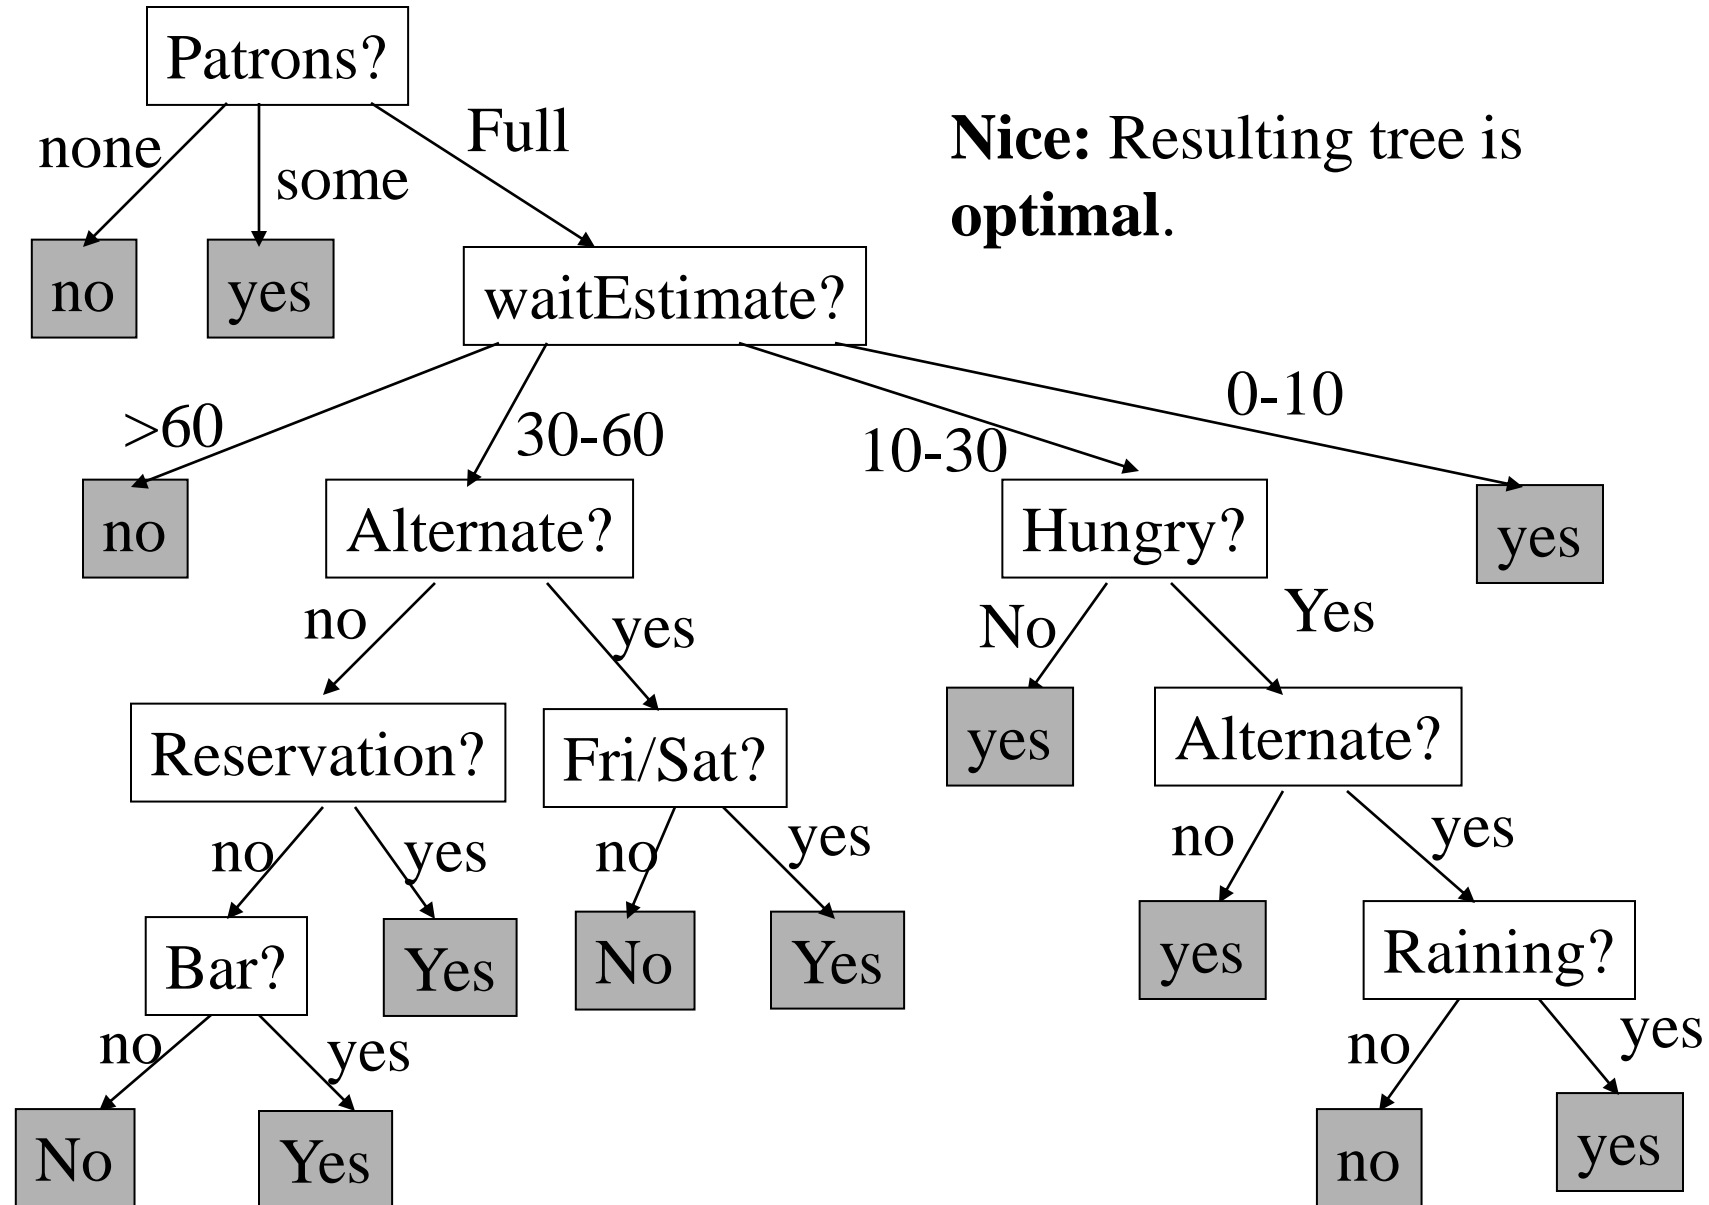 Patrons?
none
some
Full
Nice: Resulting tree is
optimal.
no
yes
waitEstimate?
>60
30-60
10-30
0-10
no
Alternate?
Hungry?
yes
no
yes
No
Yes
Reservation?
Fri/Sat?
yes
Alternate?
no
yes
no
yes
no
yes
Bar?
Yes
No
Yes
yes
Raining?
no
yes
no
yes
No
Yes
no
yes